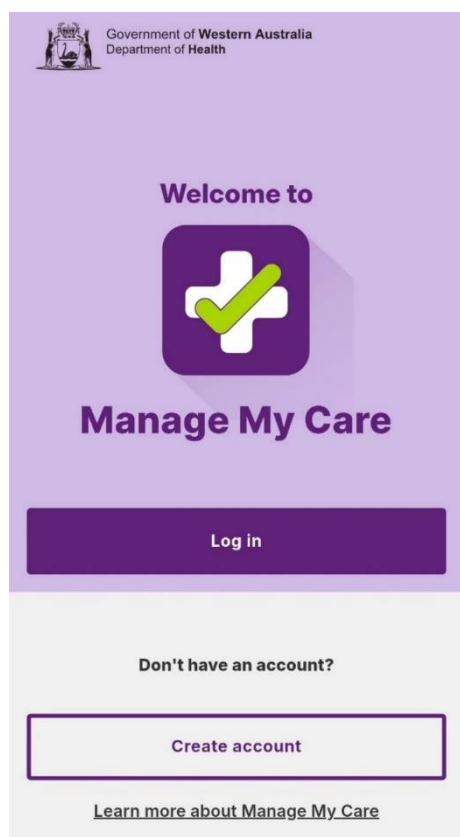 Government of Western Australia
Department of Health
Welcome to
Manage My Care
Log in
Don't have an account?
Create account
Learn more about Manage My Care